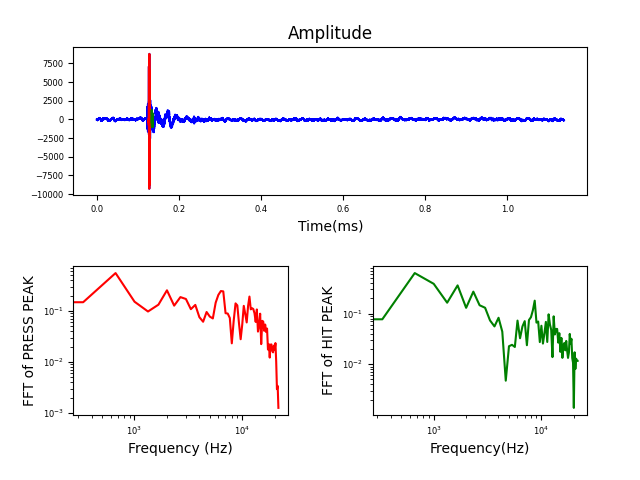 Amplitude
7500
5000
2500
0
−2500
−5000
−7500
−10000
0.0 0.2 0.4 0.6 0.8 1.0
Time(ms)
FFT of PRESS PEAK
10⁻¹
10⁻²
10⁻³
10³ 10⁴
Frequency (Hz)
FFT of HIT PEAK
10⁻¹
10⁻²
10³ 10⁴
Frequency(Hz)